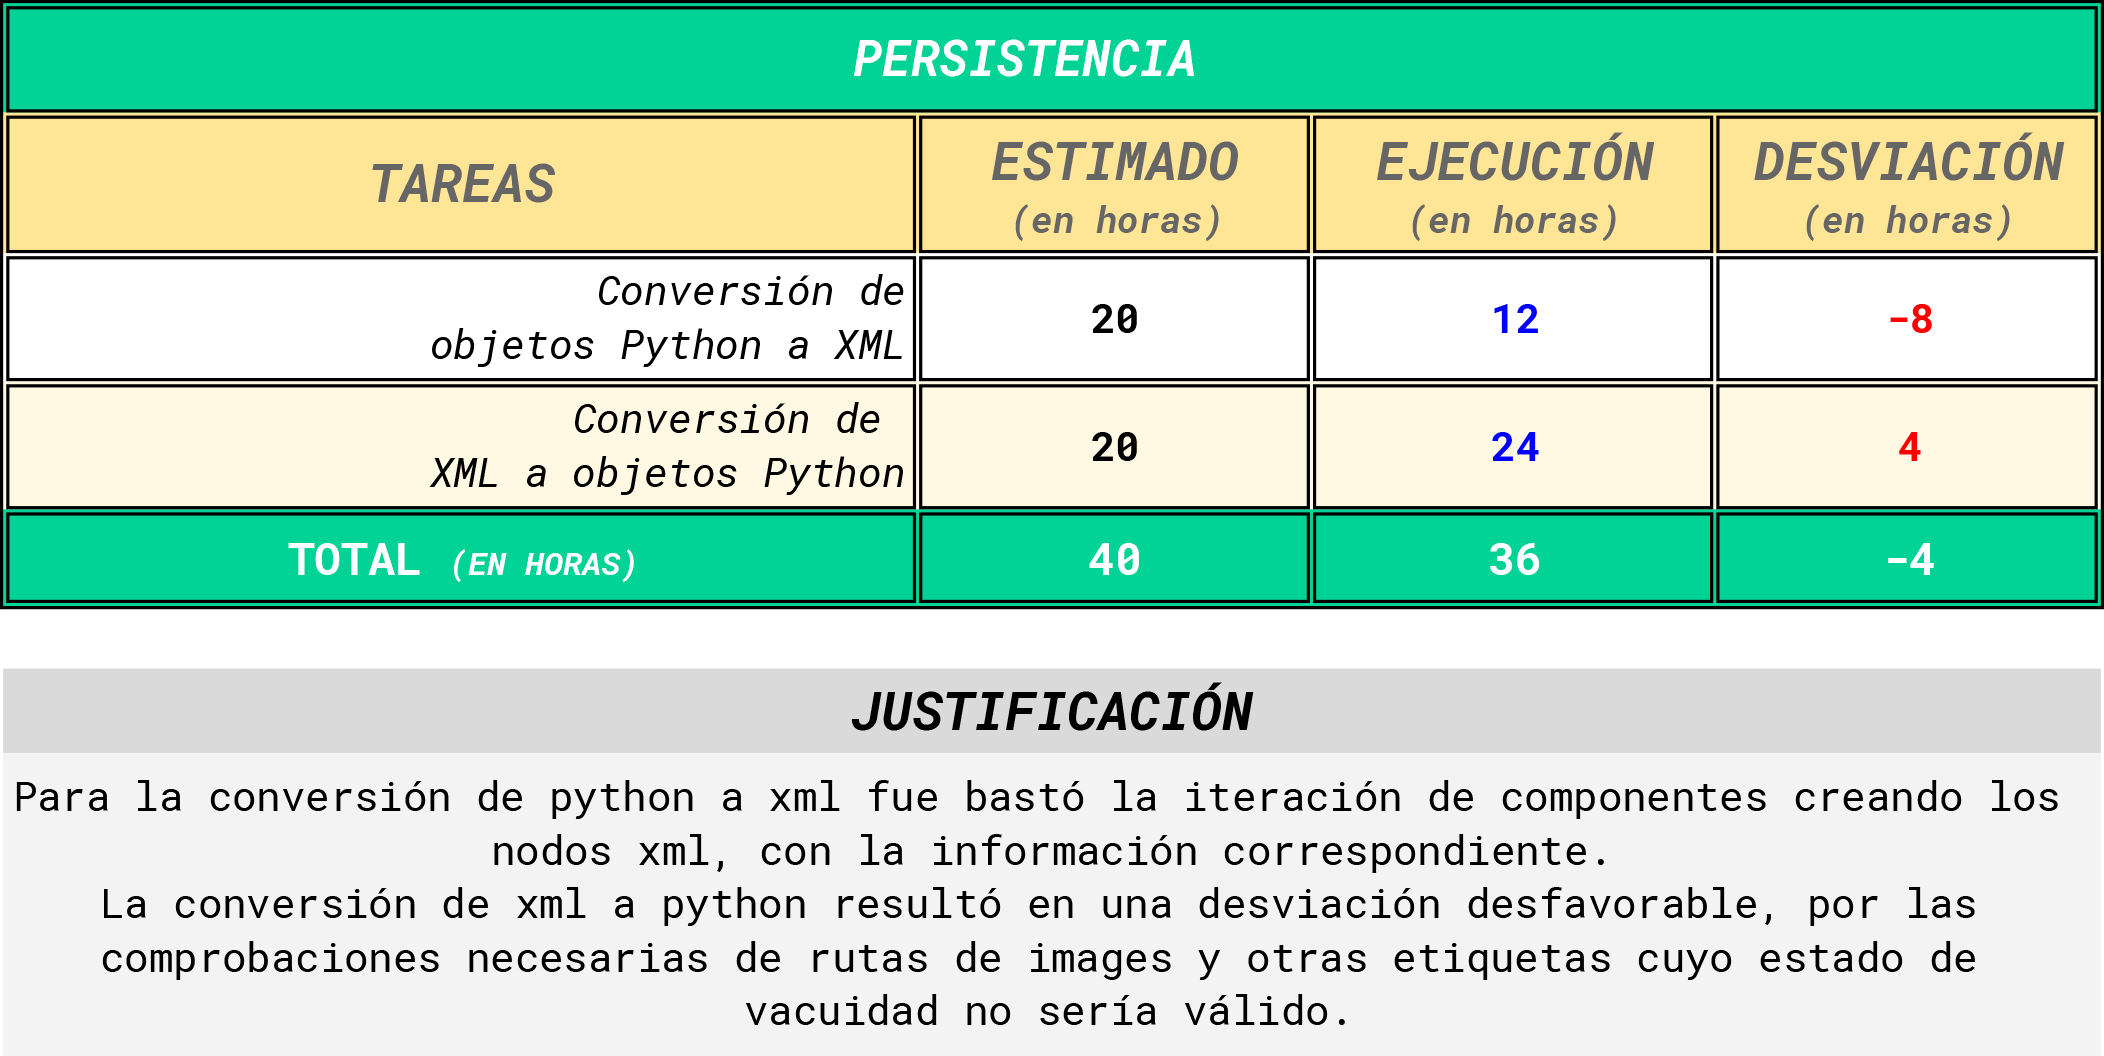 PERSISTENCIA
TAREAS
ESTIMADO
(en horas)
EJECUCIÓN
(en horas)
DESVIACIÓN
(en horas)
Conversión de
objetos Python a XML
20
12
-8
Conversión de
XML a objetos Python
20
24
4
TOTAL (EN HORAS)
40
36
-4
JUSTIFICACIÓN
Para la conversión de python a xml fue bastó la iteración de componentes creando los
nodos xml, con la información correspondiente.
La conversión de xml a python resultó en una desviación desfavorable, por las
comprobaciones necesarias de rutas de images y otras etiquetas cuyo estado de
vacuidad no sería válido.